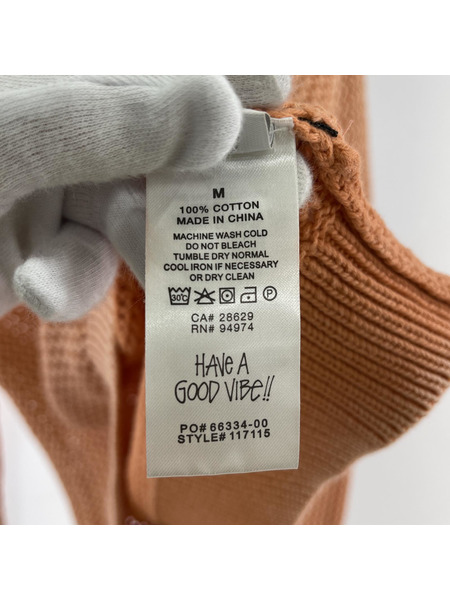 M
100% COTTON
MADE IN CHINA
MACHINE WASH COLD
DO NOT BLEACH
TUMBLE DRY NORMAL
COOL IRON IF NECESSARY
OR DRY CLEAN
30°C P
CA# 28629
RN# 94974
HAVE A
GOOD VIBE!!
PO# 66334-00
STYLE# 117115